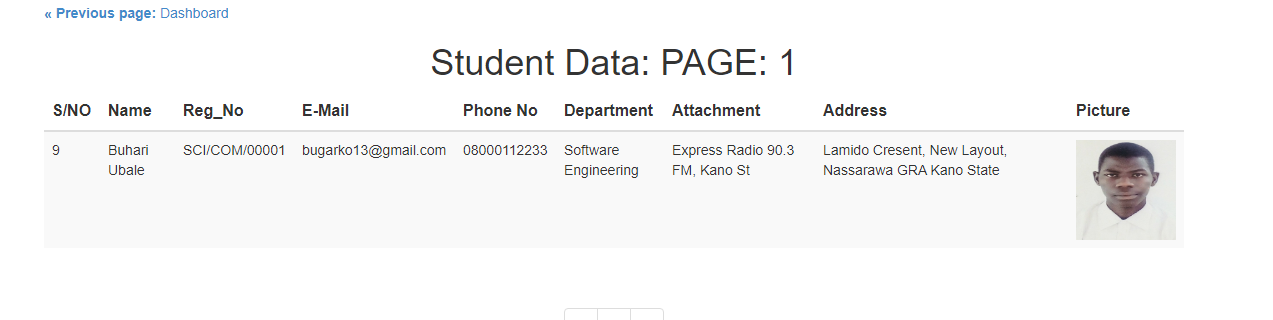 « Previous page: Dashboard
Student Data: PAGE: 1
S/NO Name Reg_No E-Mail Phone No Department Attachment Address Picture
9 Buhari SCI/COM/00001 bugarko13@gmail.com 08000112233 Software Express Radio 90.3 Lamido Cresent, New Layout,
Ubale Engineering FM, Kano St Nassarawa GRA Kano State